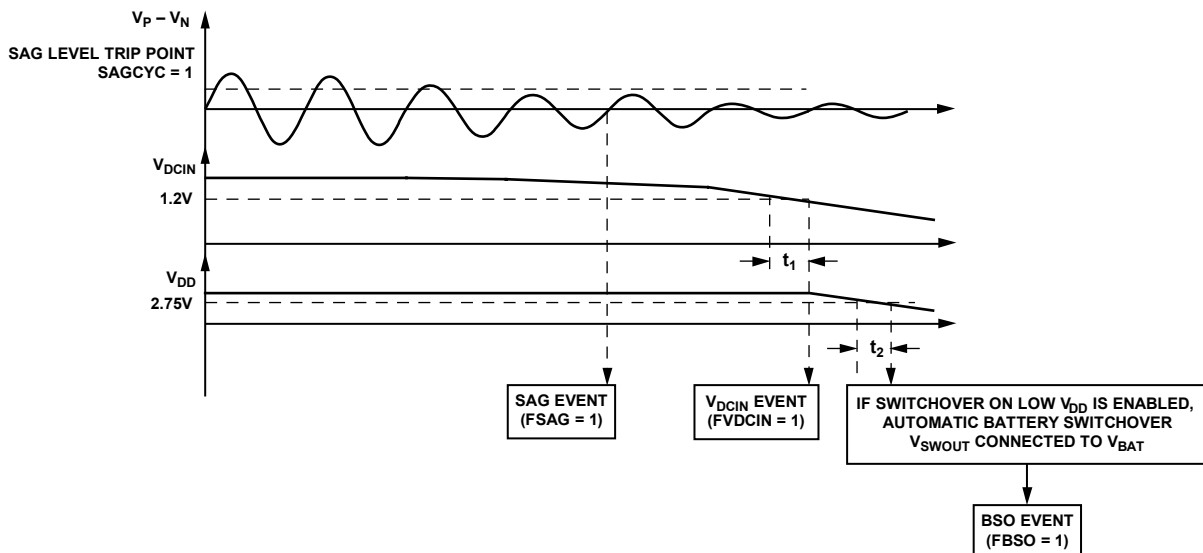 VP – VN
SAG LEVEL TRIP POINT
SAGCYC = 1
VDCIN
1.2V
t1
VDD
2.75V
t2
SAG EVENT
(FSAG = 1)
VDCIN EVENT
(FVDCIN = 1)
IF SWITCHOVER ON LOW VDD IS ENABLED,
AUTOMATIC BATTERY SWITCHOVER
VSWOUT CONNECTED TO VBAT
BSO EVENT
(FBSO = 1)